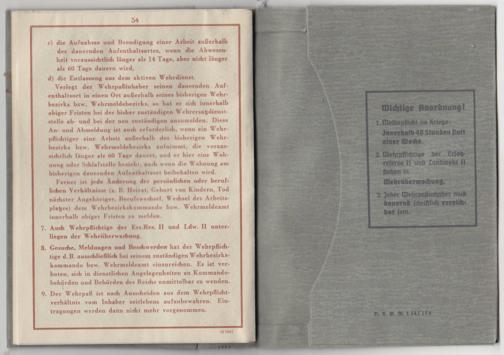 54
c) die Aufnahme und Beendigung einer Arbeit außerhalb
des dauernden Aufenthaltsortes, wenn die Abwesen-
heit voraussichtlich länger als 14 Tage, aber nicht länger
als 60 Tage dauern wird,
d) die Entlassung aus dem aktiven Wehrdienst.
Verlegt der Wehrpaßinhaber seinen dauernden Auf-
enthaltsort in einen Ort außerhalb seines bisherigen Wehr-
bezirks bzw. Wehrmeldebezirks, so hat er sich innerhalb
obiger Fristen bei der bisher zuständigen Wehrersatzdienst-
stelle ab- und bei der neu zuständigen anzumelden. Diese
An- und Abmeldung ist auch erforderlich, wenn ein Wehr-
pflichtiger eine Arbeit außerhalb des bisherigen Wehr-
bezirks bzw. Wehrmeldebezirks aufnimmt, die voraus-
sichtlich länger als 60 Tage dauert, und er hier eine Woh-
nung oder Schlafstelle bezieht, auch wenn die Wohnung am
bisherigen dauernden Aufenthaltsort beibehalten wird.
Ferner ist jede Änderung der persönlichen oder beruf-
lichen Verhältnisse (z. B. Heirat, Geburt von Kindern, Tod
nächster Angehöriger, Berufswechsel, Wechsel des Arbeits-
platzes) dem Wehrbezirkskommando bzw. Wehrmeldeamt
innerhalb obiger Fristen zu melden.
7. Auch Wehrpflichtige der Ers.Res. II und Ldw. II unter-
liegen der Wehrüberwachung.
8. Gesuche, Meldungen und Beschwerden hat der Wehrpflich-
tige d. B. ausschließlich bei seinem zuständigen Wehrbezirks-
kommando bzw. Wehrmeldeamt einzureichen. Es ist ver-
boten, sich in dienstlichen Angelegenheiten an Kommando-
behörden und Behörden des Reichs unmittelbar zu wenden.
9. Der Wehrpaß ist nach Ausscheiden aus dem Wehrpflicht-
verhältnis vom Inhaber zeitlebens aufzubewahren. Ein-
tragungen werden dann nicht mehr vorgenommen.
Wichtige Anordnung!
1. Meldepflicht im Kriege:
Innerhalb 48 Stunden statt
einer Woche.
2. Wehrpflichtige der Ersatz-
reserve II und Landwehr II
stehen in
Wehrüberwachung.
3. Jeder Wehrpaßinhaber muß
dauernd
sein.